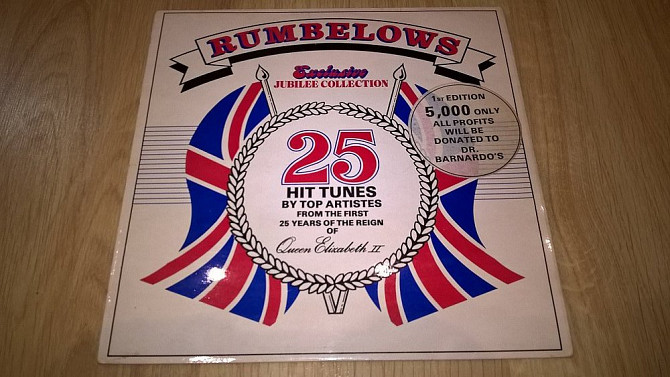 RUMBELOWS
Exclusive
JUBILEE COLLECTION
25
HIT TUNES
BY TOP ARTISTES
FROM THE FIRST
25 YEARS OF THE REIGN
OF
Queen Elizabeth II
1ST EDITION
5,000 ONLY
ALL PROFITS
WILL BE
DONATED TO
DR.
BARNARDO'S